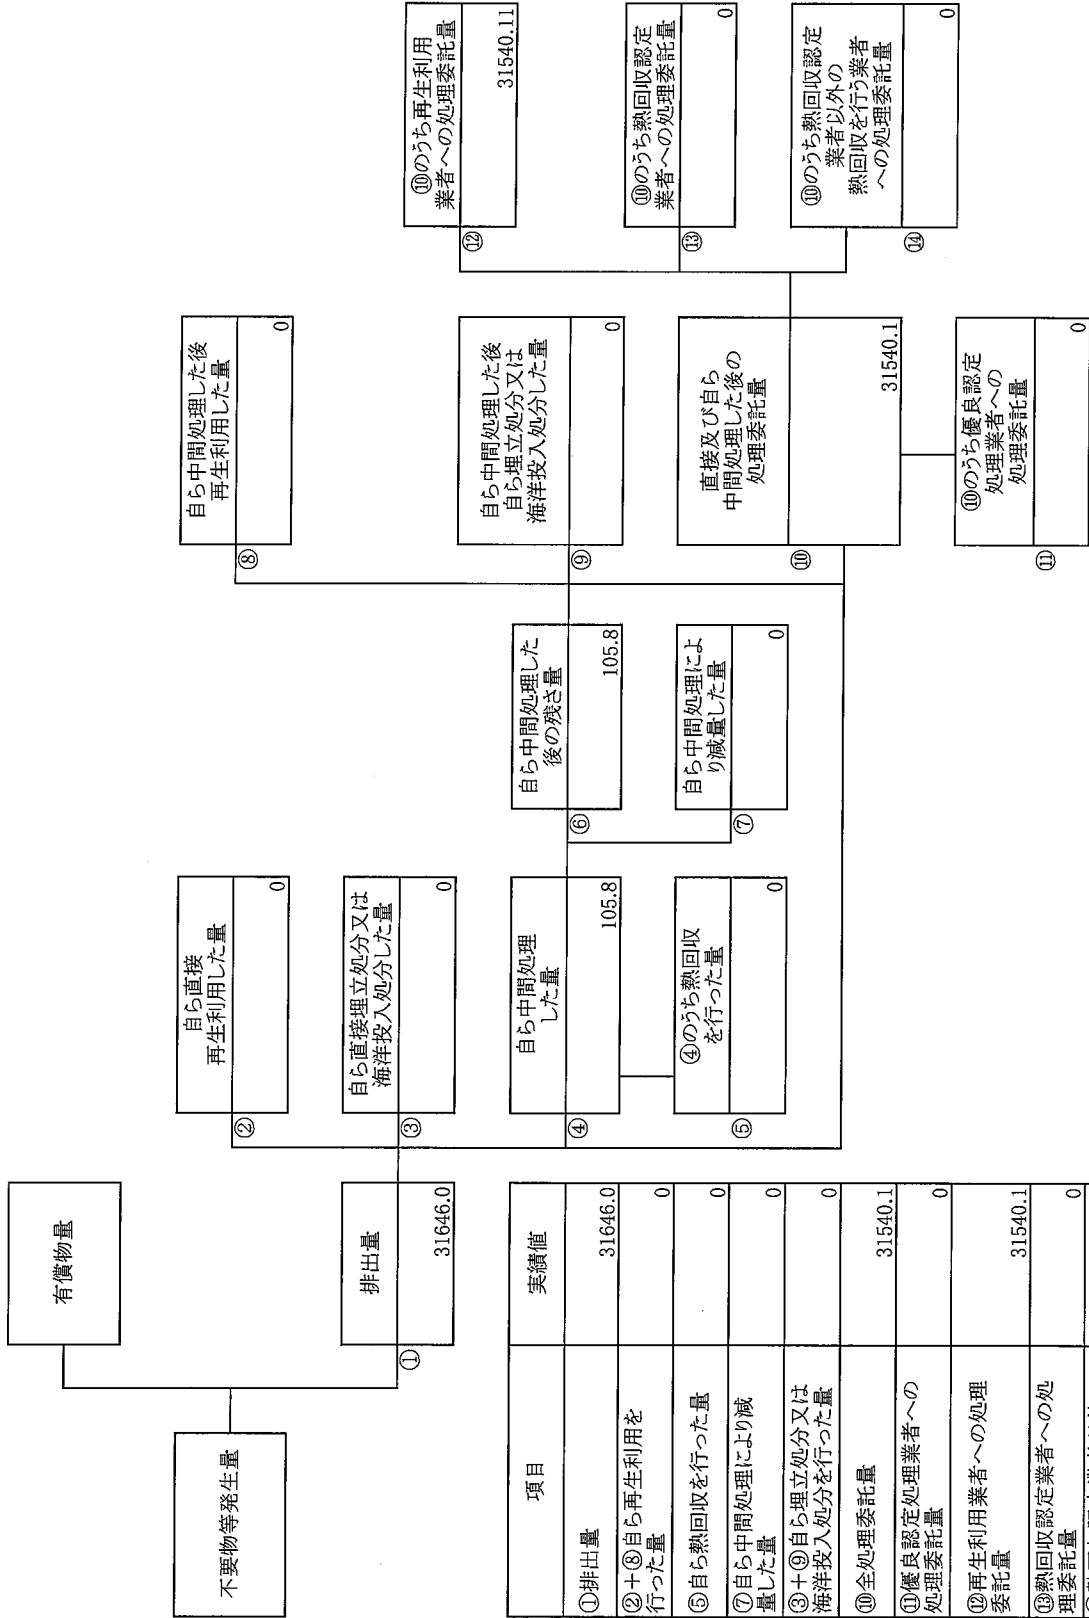 不要物等発生量
有償物量
①
排出量
31646.0
②
自ら直接
再生利用した量
0
③
自ら直接埋立処分又は
海洋投入処分した量
0
④
自ら中間処理
した量
105.8
⑤
④のうち熱回収
を行った量
0
⑥
自ら中間処理した
後の残さ量
105.8
⑦
自ら中間処理によ
り減量した量
0
⑧
自ら中間処理した後
再生利用した量
0
⑨
自ら中間処理した後
自ら埋立処分又は
海洋投入処分した量
0
⑩
直接及び自ら
中間処理した後の
処理委託量
31540.1
⑪
⑩のうち優良認定
処理業者への
処理委託量
0
⑫
⑩のうち再生利用
業者への処理委託量
31540.11
⑬
⑩のうち熱回収認定
業者への処理委託量
0
⑭
⑩のうち熱回収認定
業者以外の
熱回収を行う業者
への処理委託量
0
項目 実績値
①排出量 31646.0
②+⑧自ら再生利用を
行った量 0
⑤自ら熱回収を行った量 0
⑦自ら中間処理により減
量した量 0
③+⑨自ら埋立処分又は
海洋投入処分を行った量 0
⑩全処理委託量 31540.1
⑪優良認定処理業者への
処理委託量 0
⑫再生利用業者への処理
委託量 31540.1
⑬熱回収認定業者への処
理委託量 0